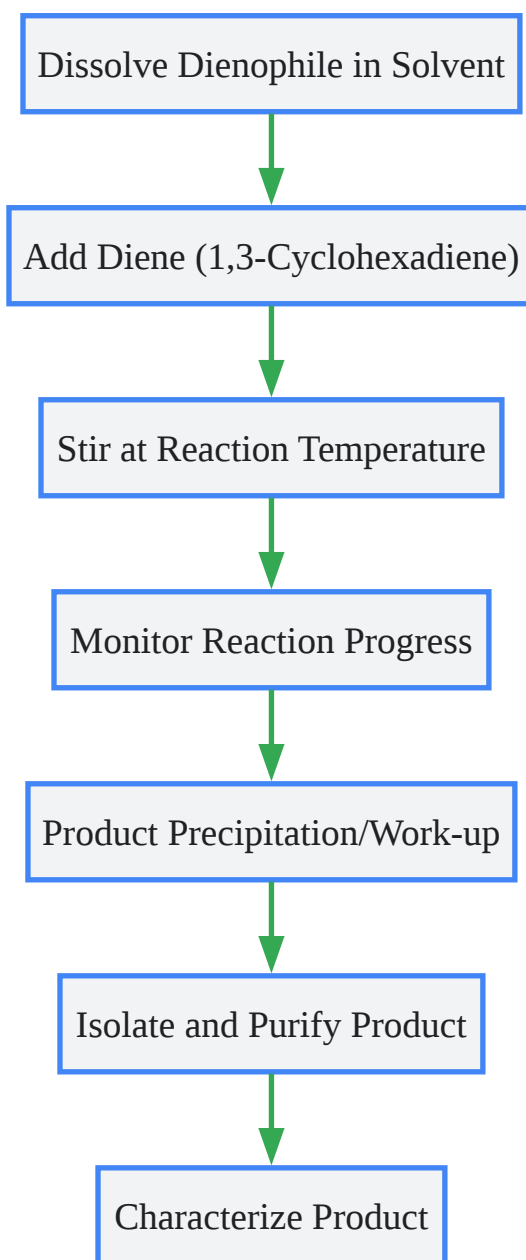 Dissolve Dienophile in Solvent
Add Diene (1,3-Cyclohexadiene)
Stir at Reaction Temperature
Monitor Reaction Progress
Product Precipitation/Work-up
Isolate and Purify Product
Characterize Product